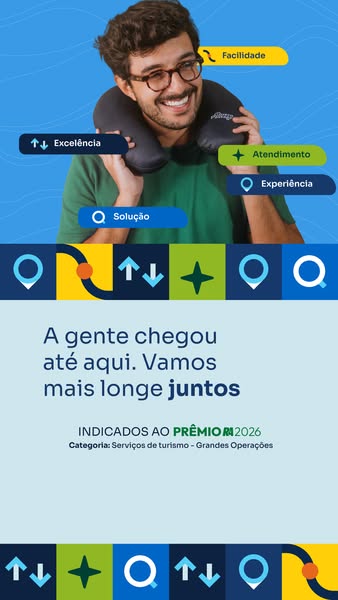 Facilidade
Excelência
Atendimento
Experiência
Solução
A gente chegou
até aqui. Vamos
mais longe juntos
INDICADOS AO PRÊMIO RA 2026
Categoria: Serviços de turismo - Grandes Operações